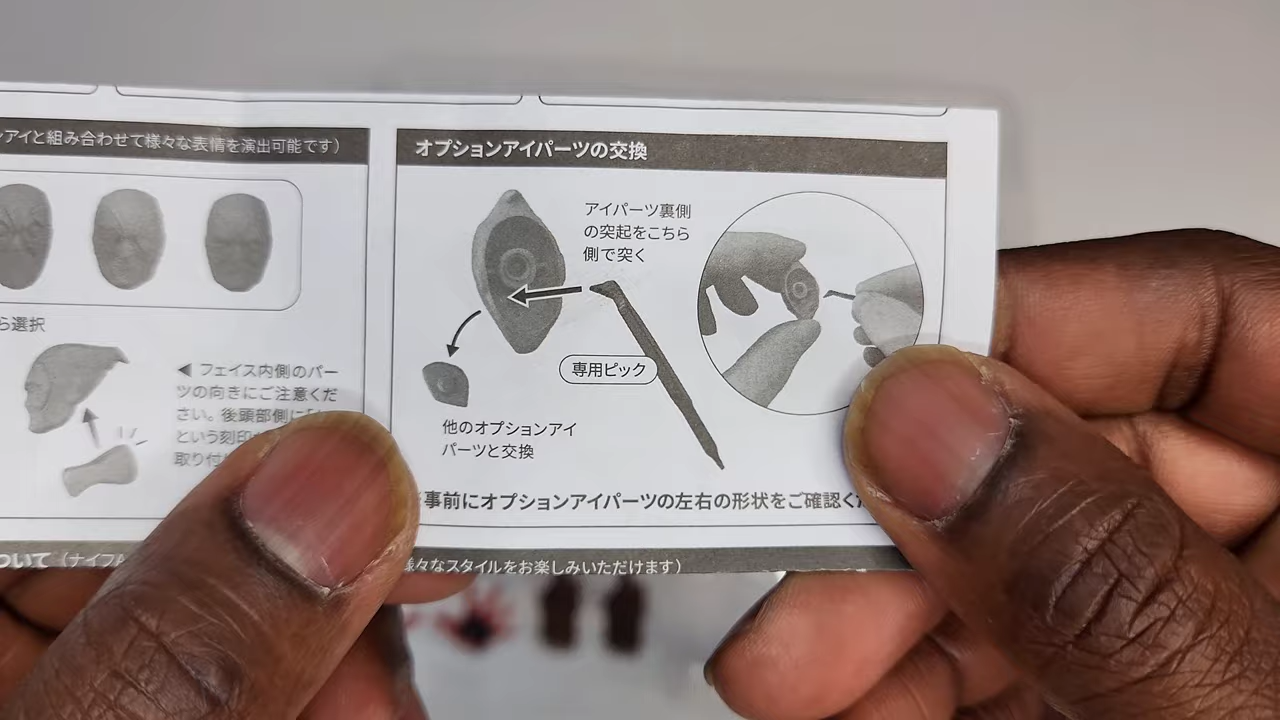 ンアイと組み合わせて様々な表情を演出可能です）
ら選択
◀ フェイス内側のパー
ツの向きにご注意くだ
さい。後頭部側に
という刻印
取り付
オプションアイパーツの交換
アイパーツ裏側
の突起をこちら
側で突く
専用ピック
他のオプションアイ
パーツと交換
事前にオプションアイパーツの左右の形状をご確認く
ついて（ナイフ
様々なスタイルをお楽しみいただけます）